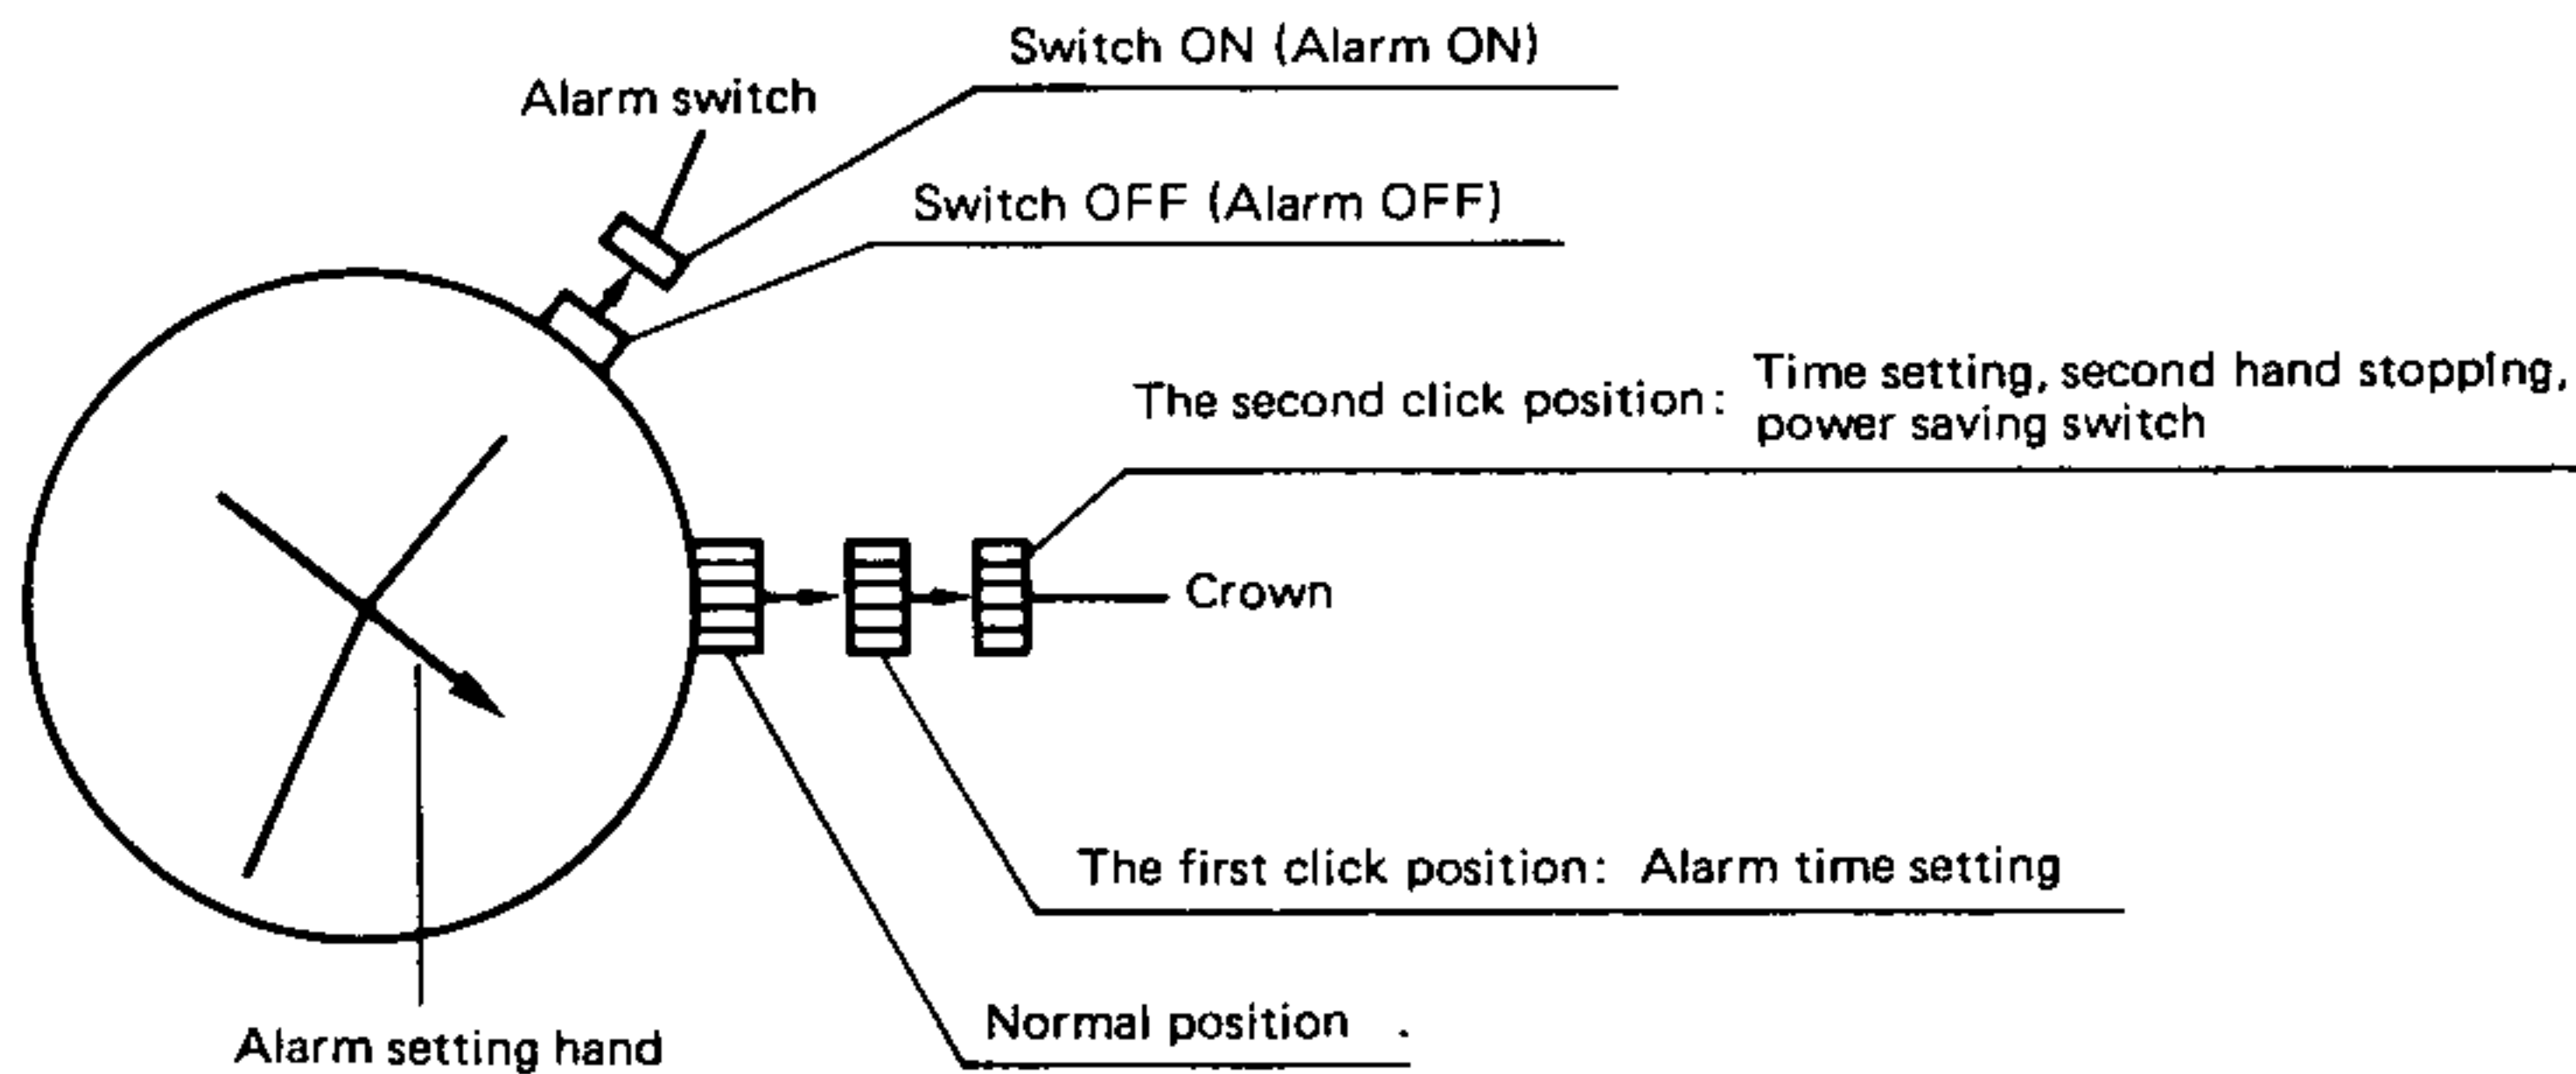 Switch ON (Alarm ON)
Alarm switch
Switch OFF (Alarm OFF)
The second click position: Time setting, second hand stopping,
power saving switch
Crown
The first click position: Alarm time setting
Normal position .
Alarm setting hand